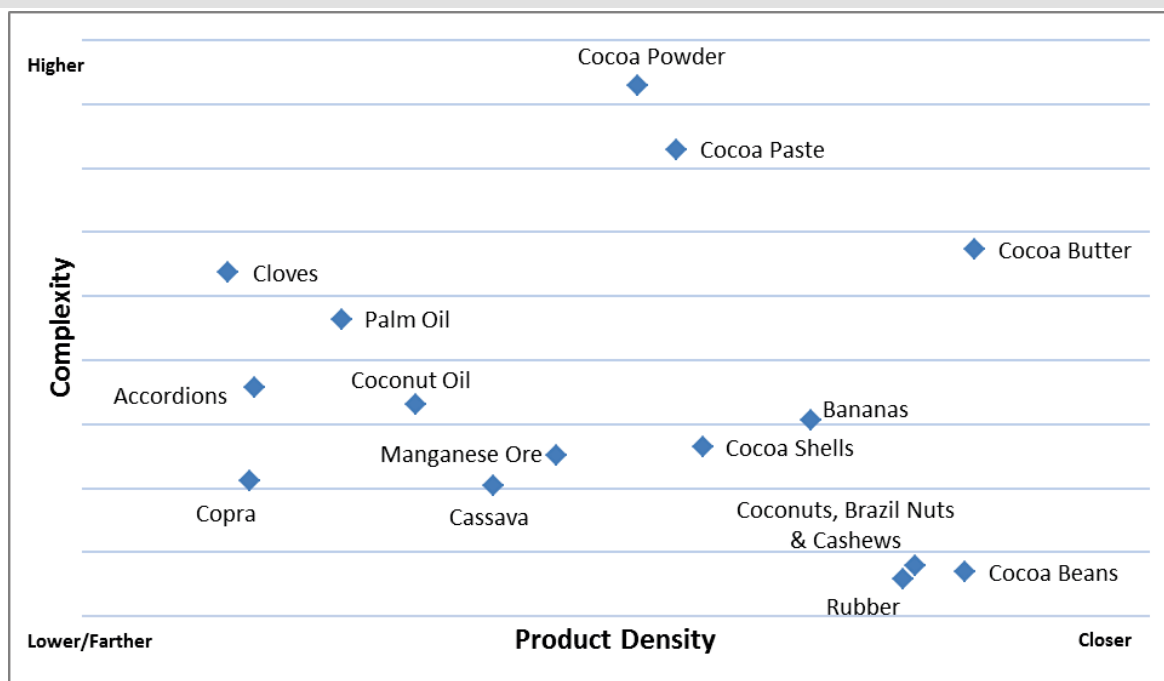 Higher
Cocoa Powder
Cocoa Paste
Cocoa Butter
Cloves
Palm Oil
Complexity
Accordions
Coconut Oil
Bananas
Manganese Ore
Cocoa Shells
Copra
Cassava
Coconuts, Brazil Nuts
& Cashews
Cocoa Beans
Rubber
Lower/Farther
Product Density
Closer